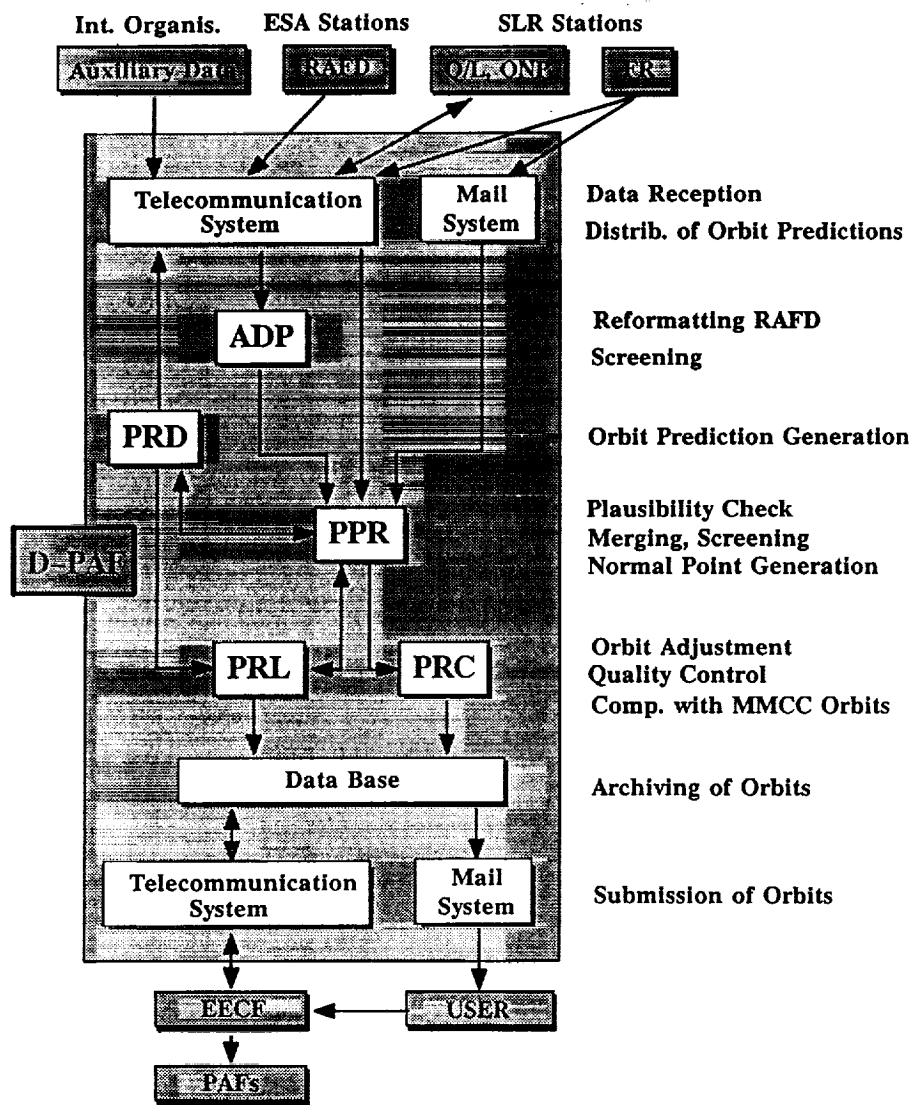 Int. Organis.
ESA Stations
SLR Stations
Auxiliary Data
RAFD
Q/L, ONP
FR
Telecommunication
System
Mail
System
Data Reception
Distrib. of Orbit Predictions
ADP
Reformatting RAFD
Screening
PRD
Orbit Prediction Generation
PPR
Plausibility Check
Merging, Screening
Normal Point Generation
D-PAF
PRL
PRC
Orbit Adjustment
Quality Control
Comp. with MMCC Orbits
Data Base
Archiving of Orbits
Telecommunication
System
Mail
System
Submission of Orbits
EECF
USER
PAFs